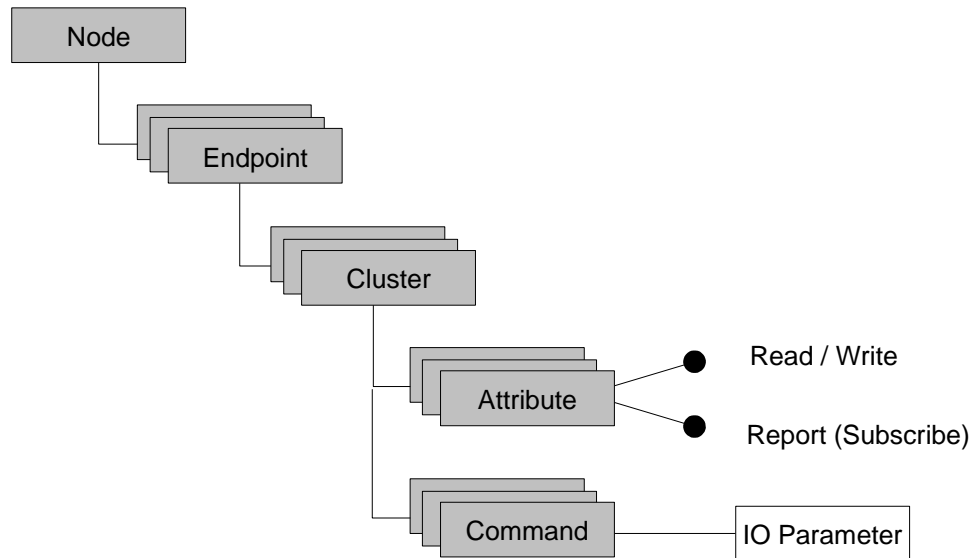 Node
Endpoint
Cluster
Read / Write
Attribute
Report (Subscribe)
Command
IO Parameter